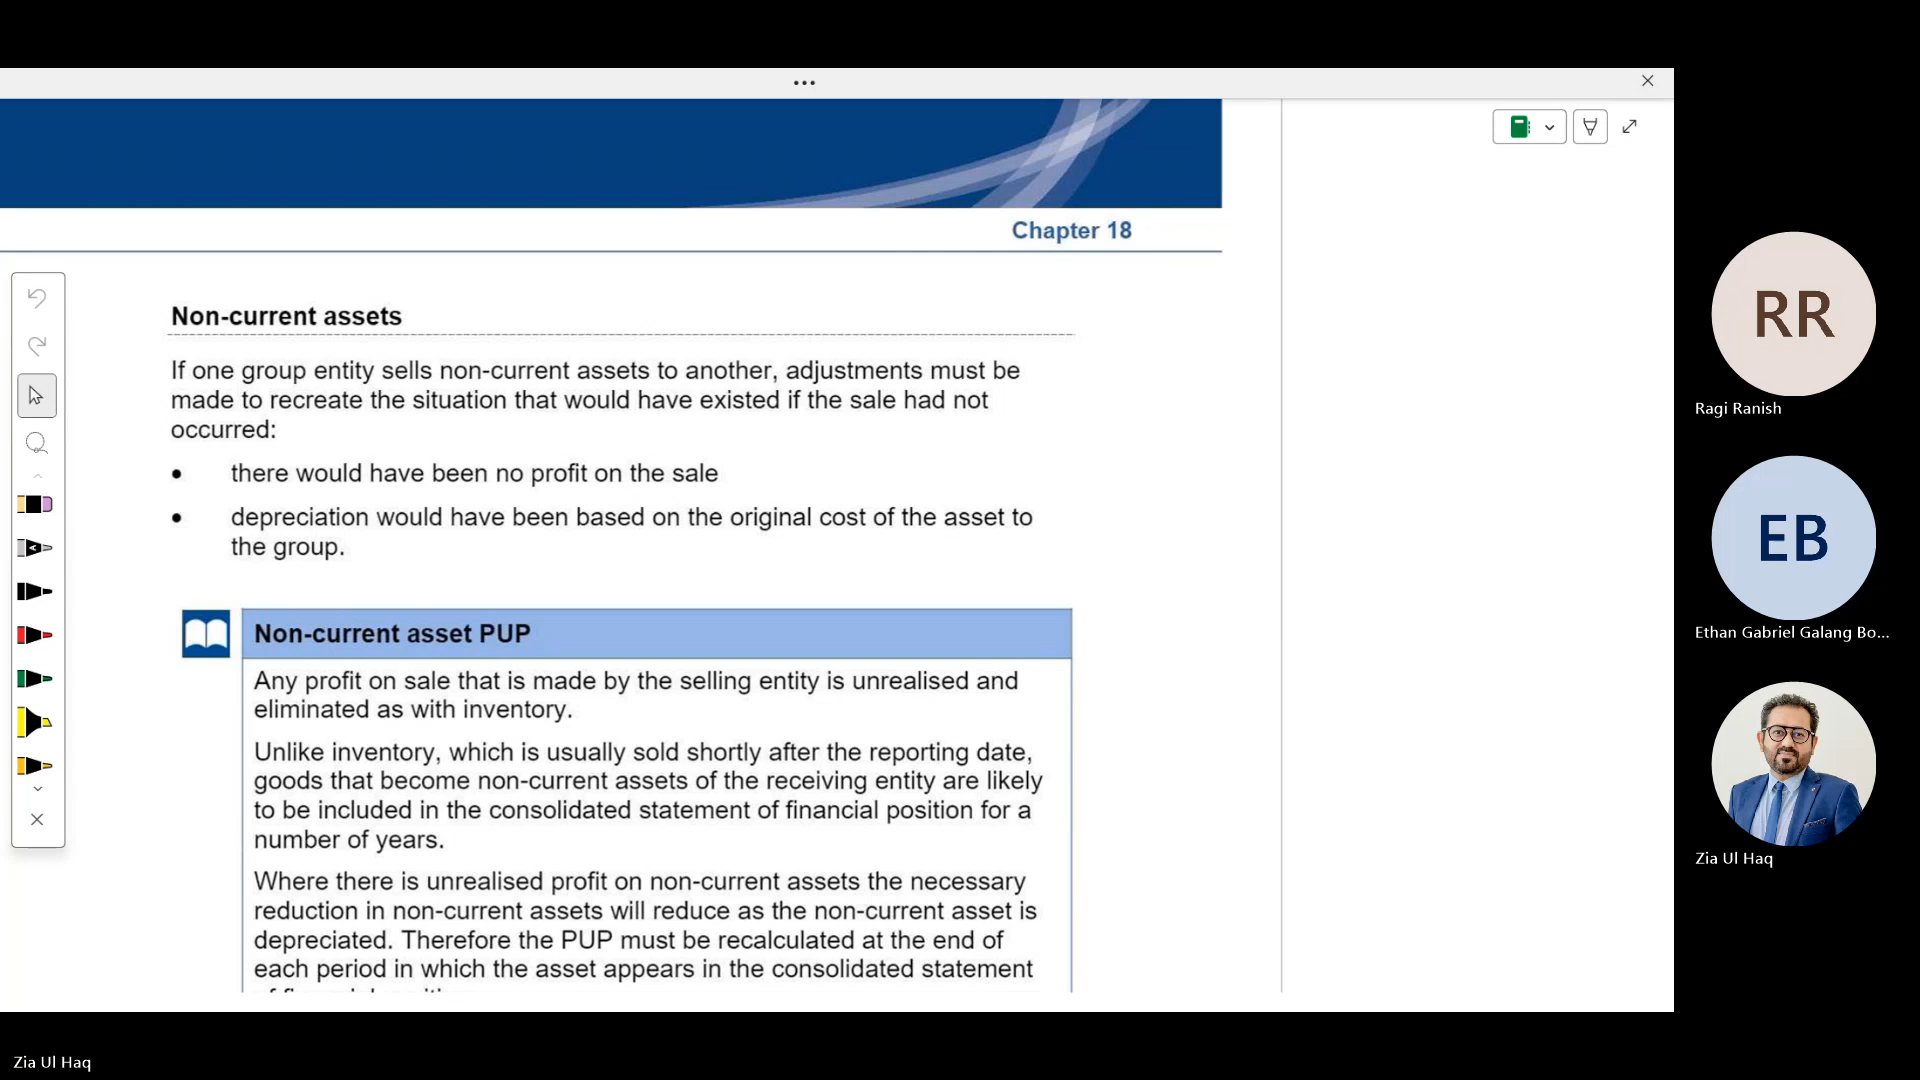 Chapter 18
Non-current assets
If one group entity sells non-current assets to another, adjustments must be
made to recreate the situation that would have existed if the sale had not
occurred:
• there would have been no profit on the sale
• depreciation would have been based on the original cost of the asset to
the group.
Non-current asset PUP
Any profit on sale that is made by the selling entity is unrealised and
eliminated as with inventory.
Unlike inventory, which is usually sold shortly after the reporting date,
goods that become non-current assets of the receiving entity are likely
to be included in the consolidated statement of financial position for a
number of years.
Where there is unrealised profit on non-current assets the necessary
reduction in non-current assets will reduce as the non-current asset is
depreciated. Therefore the PUP must be recalculated at the end of
each period in which the asset appears in the consolidated statement
RR
Ragi Ranish
EB
Ethan Gabriel Galang Bo...
Zia Ul Haq
Zia Ul Haq